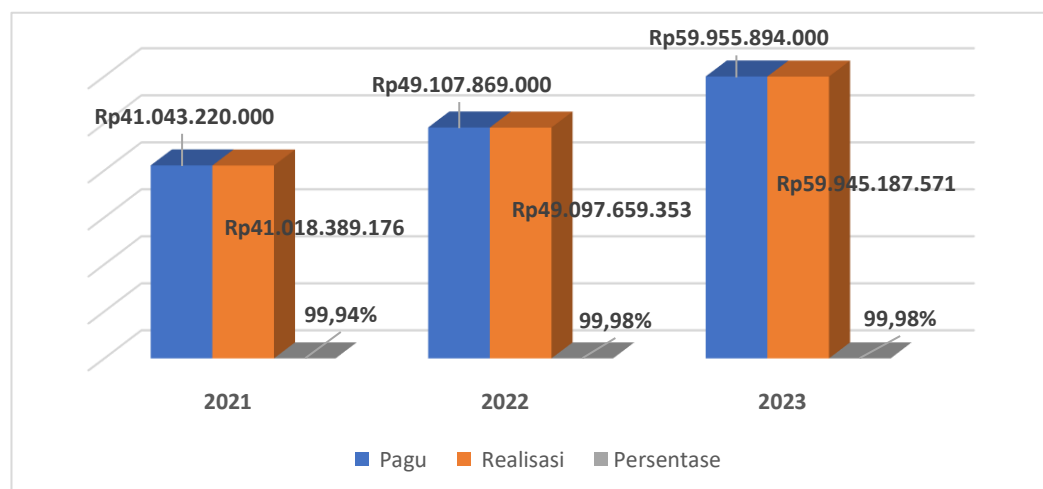 Rp59.955.894.000
Rp49.107.869.000
Rp41.043.220.000
Rp59.945.187.571
Rp49.097.659.353
Rp41.018.389.176
99,94%
99,98%
99,98%
2021
2022
2023
Pagu
Realisasi
Persentase